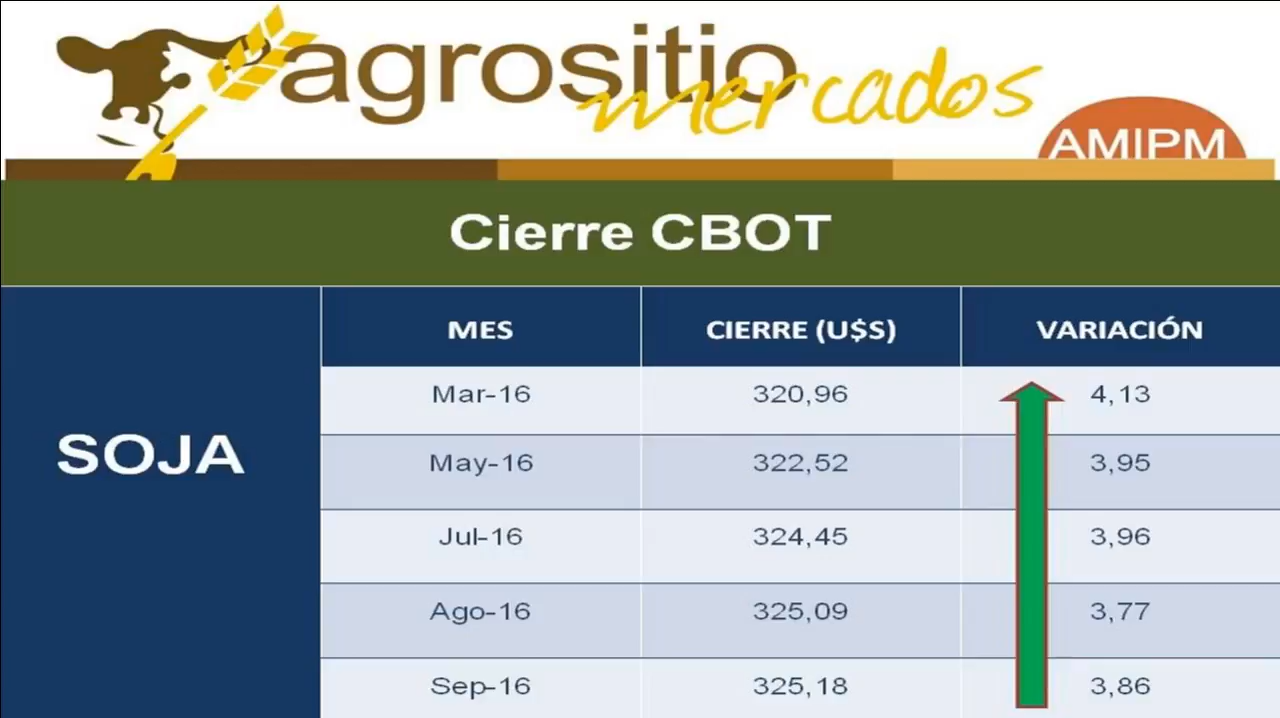 agrositio
mercados
AMIPM
Cierre CBOT
SOJA
MES CIERRE (U$S) VARIACIÓN
Mar-16 320,96 4,13
May-16 322,52 3,95
Jul-16 324,45 3,96
Ago-16 325,09 3,77
Sep-16 325,18 3,86